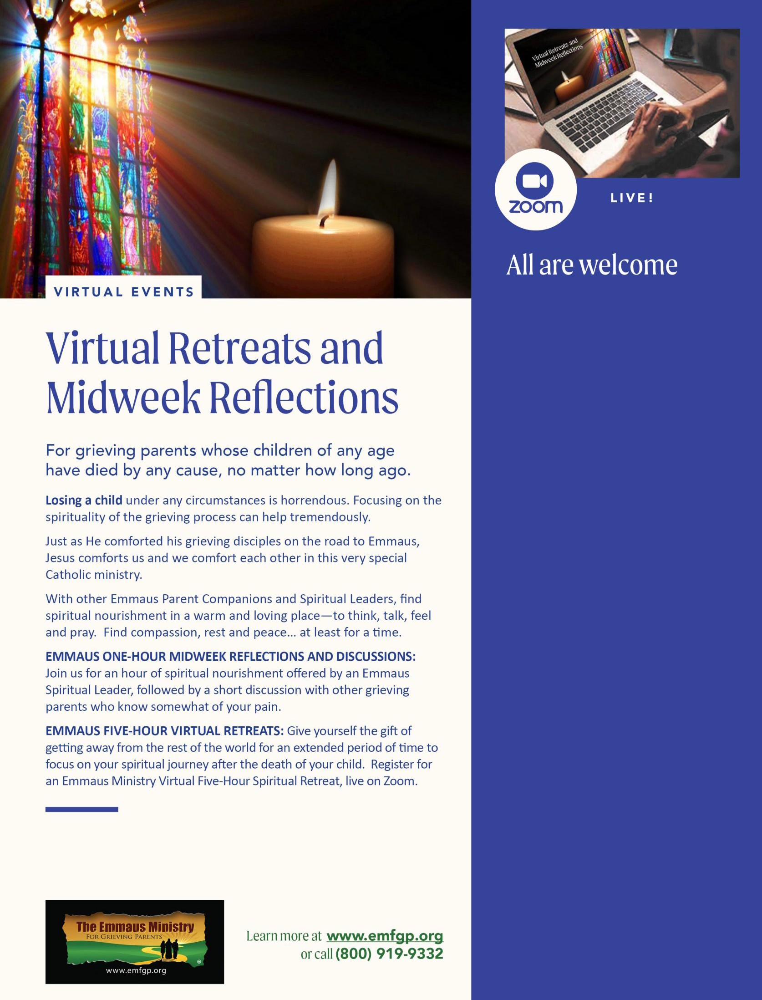 Virtual Retreats and
Midweek Reflections
zoom
LIVE!
All are welcome
VIRTUAL EVENTS
Virtual Retreats and
Midweek Reflections
For grieving parents whose children of any age
have died by any cause, no matter how long ago.
Losing a child under any circumstances is horrendous. Focusing on the
spirituality of the grieving process can help tremendously.
Just as He comforted his grieving disciples on the road to Emmaus,
Jesus comforts us and we comfort each other in this very special
Catholic ministry.
With other Emmaus Parent Companions and Spiritual Leaders, find
spiritual nourishment in a warm and loving place—to think, talk, feel
and pray.  Find compassion, rest and peace... at least for a time.
EMMAUS ONE-HOUR MIDWEEK REFLECTIONS AND DISCUSSIONS:
Join us for an hour of spiritual nourishment offered by an Emmaus
Spiritual Leader, followed by a short discussion with other grieving
parents who know somewhat of your pain.
EMMAUS FIVE-HOUR VIRTUAL RETREATS: Give yourself the gift of
getting away from the rest of the world for an extended period of time to
focus on your spiritual journey after the death of your child.  Register for
an Emmaus Ministry Virtual Five-Hour Spiritual Retreat, live on Zoom.
The Emmaus Ministry
FOR GRIEVING PARENTS
®
www.emfgp.org
Learn more at www.emfgp.org
or call (800) 919-9332